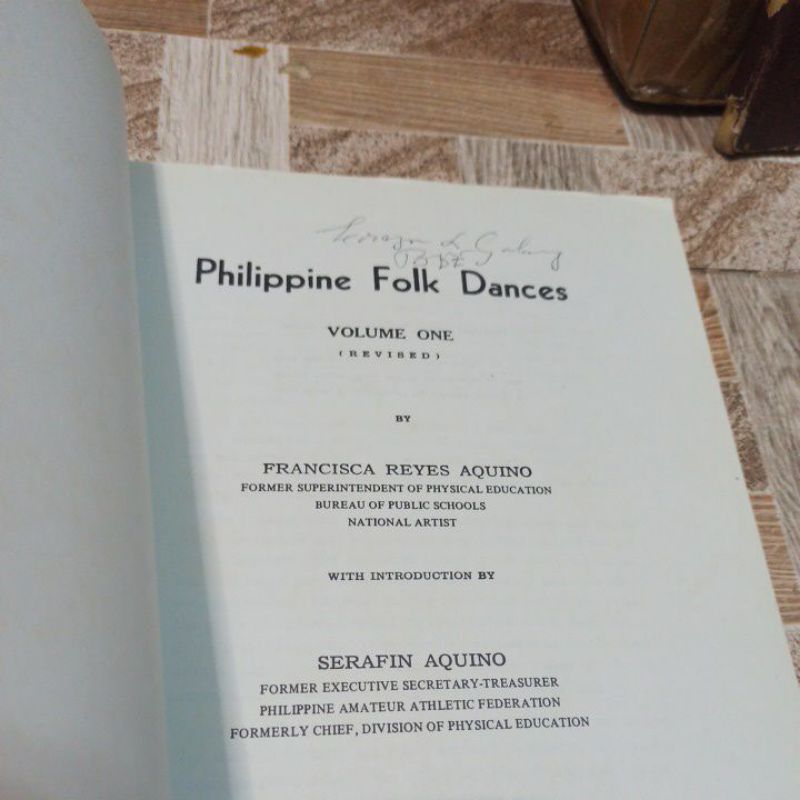 L. Galang
Philippine Folk Dances
VOLUME ONE
(REVISED)
BY
FRANCISCA REYES AQUINO
FORMER SUPERINTENDENT OF PHYSICAL EDUCATION
BUREAU OF PUBLIC SCHOOLS
NATIONAL ARTIST
WITH INTRODUCTION BY
SERAFIN AQUINO
FORMER EXECUTIVE SECRETARY-TREASURER
PHILIPPINE AMATEUR ATHLETIC FEDERATION
FORMERLY CHIEF, DIVISION OF PHYSICAL EDUCATION